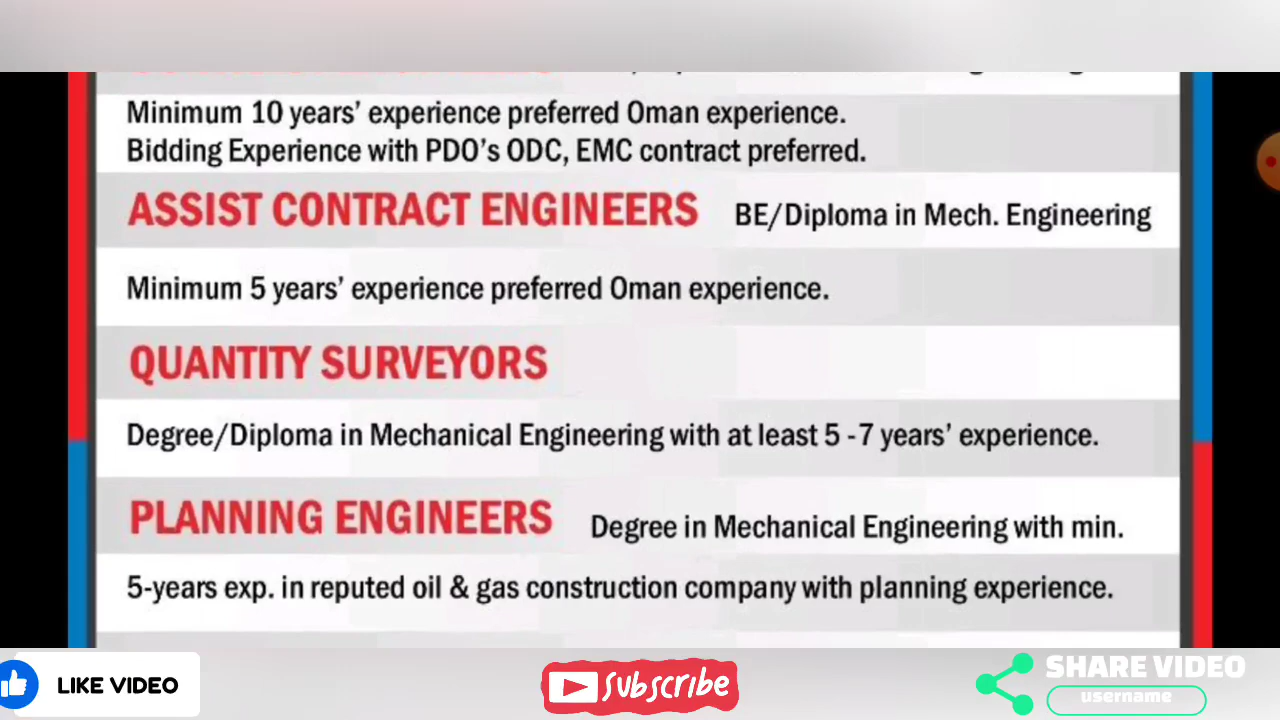 Minimum 10 years’ experience preferred Oman experience.
Bidding Experience with PDO’s ODC, EMC contract preferred.
ASSIST CONTRACT ENGINEERS BE/Diploma in Mech. Engineering
Minimum 5 years’ experience preferred Oman experience.
QUANTITY SURVEYORS
Degree/Diploma in Mechanical Engineering with at least 5 -7 years’ experience.
PLANNING ENGINEERS Degree in Mechanical Engineering with min.
5-years exp. in reputed oil & gas construction company with planning experience.
LIKE VIDEO
Subscribe
SHARE VIDEO
username